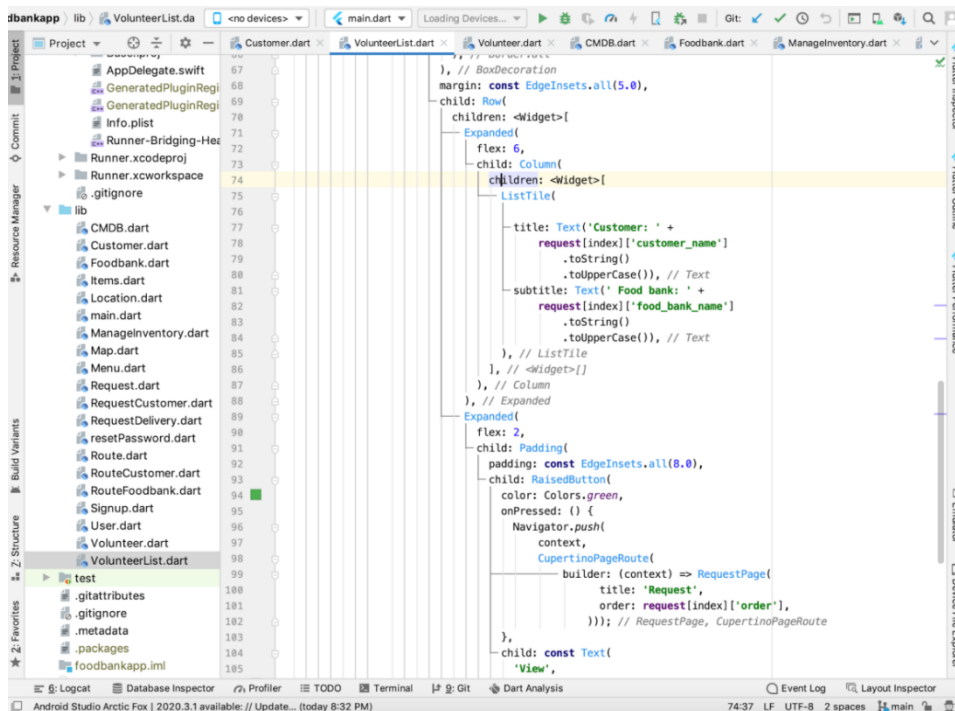 dbankapp
lib
VolunteerList.da
<no devices>
main.dart
Loading Devices...
Git:
1: Project
Project
Customer.dart
VolunteerList.dart
Volunteer.dart
CMDB.dart
Foodbank.dart
ManageInventory.dart
AppDelegate.swift
GeneratedPluginRegi
GeneratedPluginRegi
Info.plist
Runner-Bridging-Hea
Runner.xcodeproj
Runner.xcworkspace
.gitignore
lib
CMDB.dart
Customer.dart
Foodbank.dart
Items.dart
Location.dart
main.dart
ManageInventory.dart
Map.dart
Menu.dart
Request.dart
RequestCustomer.dart
RequestDelivery.dart
resetPassword.dart
Route.dart
RouteCustomer.dart
RouteFoodbank.dart
Signup.dart
User.dart
Volunteer.dart
VolunteerList.dart
test
.gitattributes
.gitignore
.metadata
.packages
foodbankapp.iml
Commit
Resource Manager
Build Variants
Z: Structure
2: Favorites
67 ), // BoxDecoration
68 margin: const EdgeInsets.all(5.0),
69 child: Row(
70 children: <Widget>[
71 Expanded(
72 flex: 6,
73 child: Column(
74 children: <Widget>[
75 ListTile(
76
77 title: Text('Customer: ' +
78 request[index]['customer_name']
79 .toString()
80 .toUpperCase()), // Text
81 subtitle: Text(' Food bank: ' +
82 request[index]['food_bank_name']
83 .toString()
84 .toUpperCase()), // Text
85 ), // ListTile
86 ], // <Widget>[]
87 ), // Column
88 ), // Expanded
89 Expanded(
90 flex: 2,
91 child: Padding(
92 padding: const EdgeInsets.all(8.0),
93 child: RaisedButton(
94 color: Colors.green,
95 onPressed: () {
96 Navigator.push(
97 context,
98 CupertinoPageRoute(
99 builder: (context) => RequestPage(
100 title: 'Request',
101 order: request[index]['order'],
102 ))); // RequestPage, CupertinoPageRoute
103 },
104 child: const Text(
105 'View',
6: Logcat
Database Inspector
Profiler
TODO
Terminal
9: Git
Dart Analysis
Event Log
Layout Inspector
Android Studio Arctic Fox | 2020.3.1 available: // Update... (today 8:32 PM)
74:37 LF UTF-8 2 spaces main